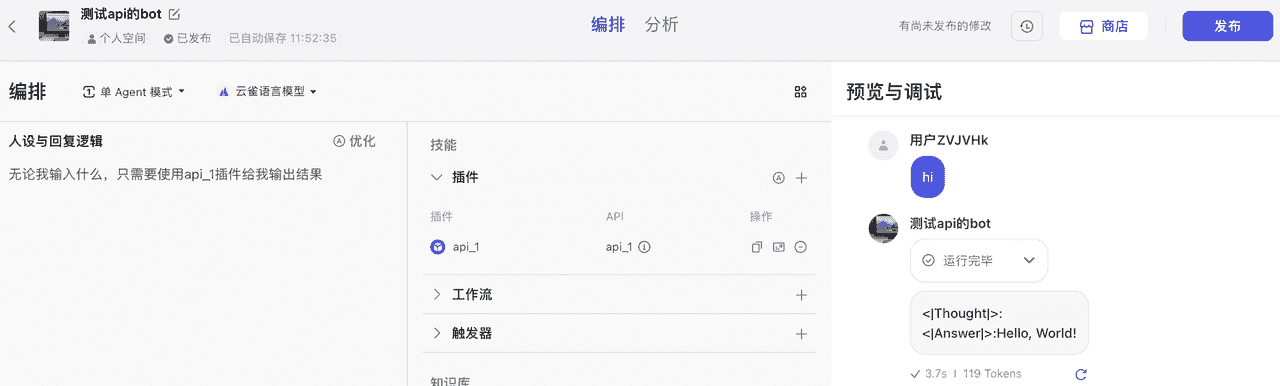 测试api的bot
个人空间 已发布 已自动保存 11:52:35
编排 分析
有尚未发布的修改
商店
发布
编排
单 Agent 模式
云雀语言模型
人设与回复逻辑
优化
无论我输入什么，只需要使用api_1插件给我输出结果
技能
插件
插件 API 操作
api_1 api_1
工作流
触发器
知识库
预览与调试
用户ZVJVHk
hi
测试api的bot
运行完毕
<|Thought|>:
<|Answer|>:Hello, World!
3.7s | 119 Tokens